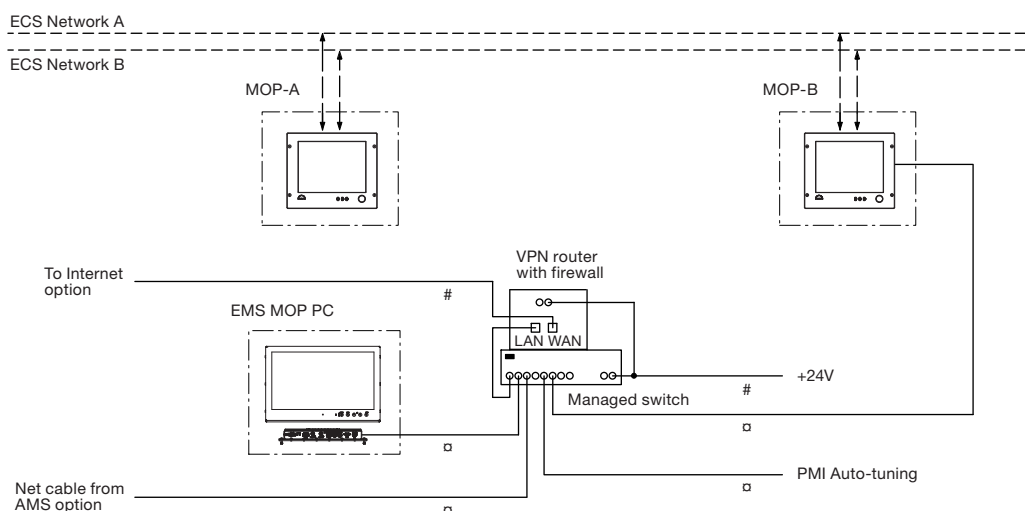 ECS Network A
ECS Network B
MOP-A
MOP-B
VPN router
with firewall
To Internet
option
#
EMS MOP PC
LAN WAN
+24V
#
Managed switch
¤
¤
PMI Auto-tuning
¤
Net cable from
AMS option
¤